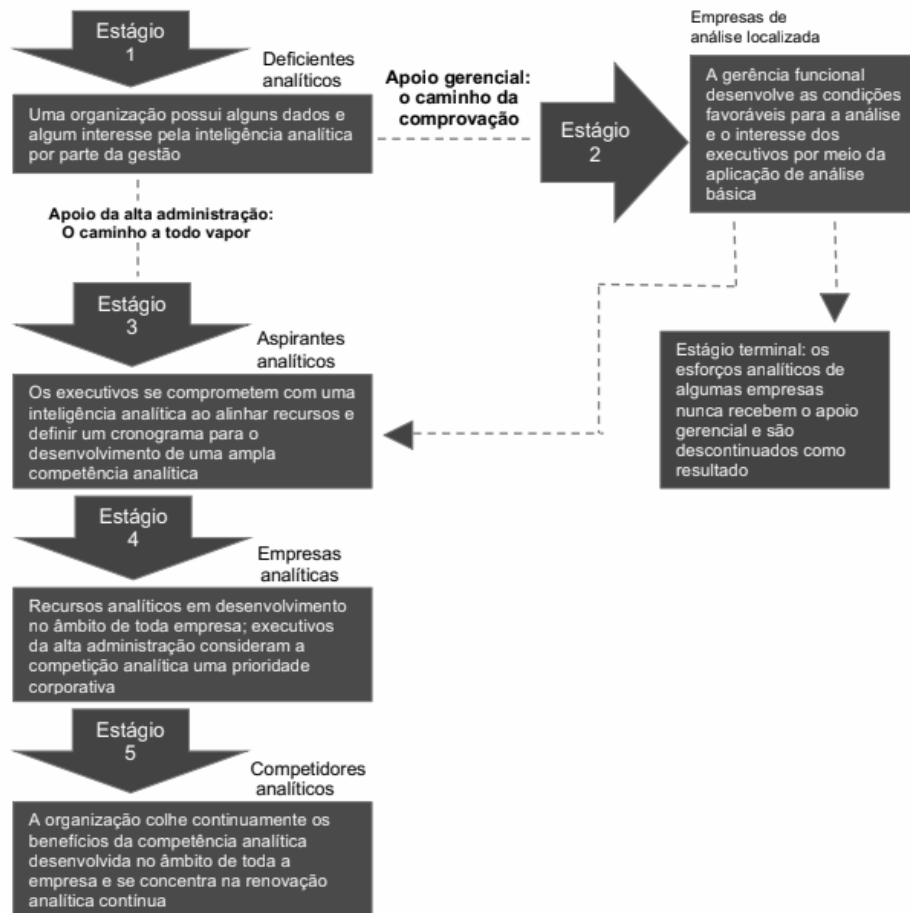 Estágio
1
Deficientes
analíticos
Uma organização possui alguns dados e
algum interesse pela inteligência analítica
por parte da gestão
Apoio gerencial:
o caminho da
comprovação
Estágio
2
Empresas de
análise localizada
A gerência funcional
desenvolve as condições
favoráveis para a análise
e o interesse dos
executivos por meio da
aplicação de análise
básica
Apoio da alta administração:
O caminho a todo vapor
Estágio
3
Aspirantes
analíticos
Os executivos se comprometem com uma
inteligência analítica ao alinhar recursos e
definir um cronograma para o
desenvolvimento de uma ampla
competência analítica
Estágio terminal: os
esforços analíticos de
algumas empresas
nunca recebem o apoio
gerencial e são
descontinuados como
resultado
Estágio
4
Empresas
analíticas
Recursos analíticos em desenvolvimento
no âmbito de toda empresa; executivos
da alta administração consideram a
competição analítica uma prioridade
corporativa
Estágio
5
Competidores
analíticos
A organização colhe continuamente os
benefícios da competência analítica
desenvolvida no âmbito de toda a
empresa e se concentra na renovação
analítica contínua